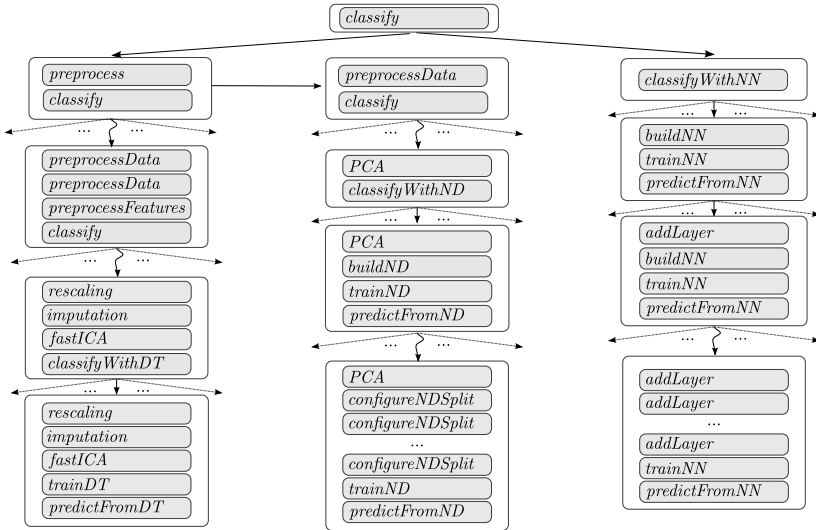 classify
preprocess
classify
... ...
preprocessData
preprocessData
preprocessFeatures
classify
... ...
rescaling
imputation
fastICA
classifyWithDT
... ...
rescaling
imputation
fastICA
trainDT
predictFromDT
preprocessData
classify
... ...
PCA
classifyWithND
... ...
PCA
buildND
trainND
predictFromND
... ...
PCA
configureNDSplit
configureNDSplit
...
configureNDSplit
trainND
predictFromND
classifyWithNN
... ...
buildNN
trainNN
predictFromNN
... ...
addLayer
buildNN
trainNN
predictFromNN
... ...
addLayer
addLayer
...
addLayer
trainNN
predictFromNN